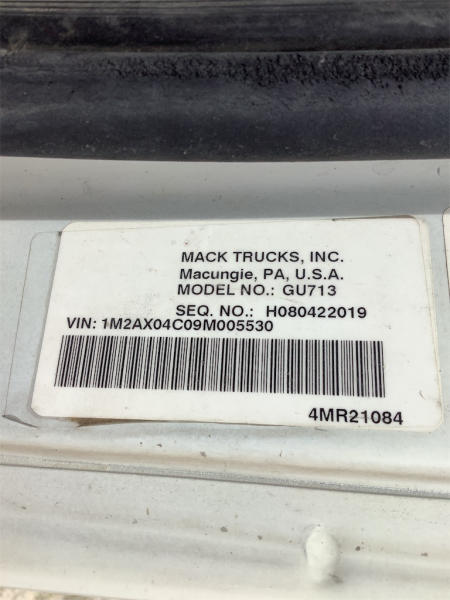 MACK TRUCKS, INC.
Macungie, PA, U.S.A.
MODEL NO.: GU713
SEQ. NO.: H080422019
VIN: 1M2AX04C09M005530
4MR21084